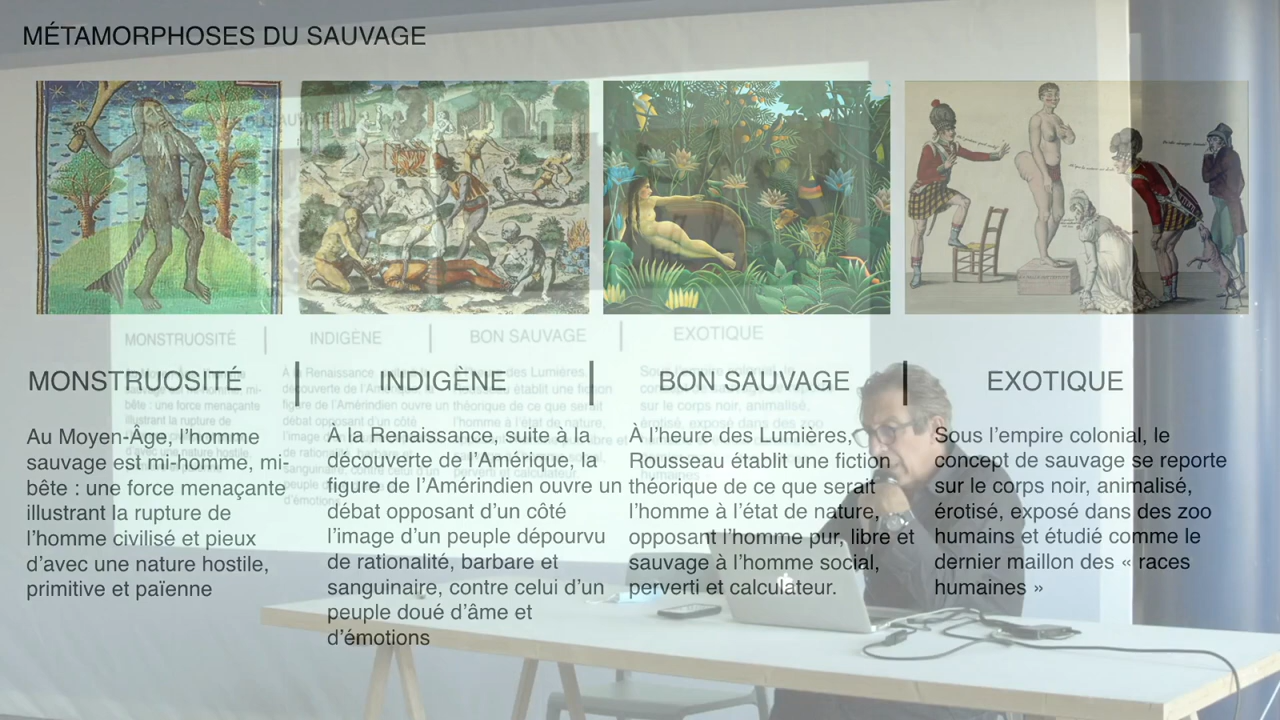 MÉTAMORPHOSES DU SAUVAGE
MONSTRUOSITÉ
INDIGÈNE
BON SAUVAGE
EXOTIQUE
MONSTRUOSITÉ
Au Moyen-Âge, l'homme
sauvage est mi-homme, mi-
bête : une force menaçante
illustrant la rupture de
l'homme civilisé et pieux
d'avec une nature hostile,
primitive et païenne
INDIGÈNE
À la Renaissance, suite à la
découverte de l'Amérique, la
figure de l'Amérindien ouvre un
débat opposant d'un côté
l'image d'un peuple dépourvu
de rationalité, barbare et
sanguinaire, contre celui d'un
peuple doué d'âme et
d'émotions
BON SAUVAGE
À l'heure des Lumières,
Rousseau établit une fiction
théorique de ce que serait
l'homme à l'état de nature,
opposant l'homme pur, libre et
sauvage à l'homme social,
perverti et calculateur.
EXOTIQUE
Sous l'empire colonial, le
concept de sauvage se reporte
sur le corps noir, animalisé,
érotisé, exposé dans des zoo
humains et étudié comme le
dernier maillon des « races
humaines »